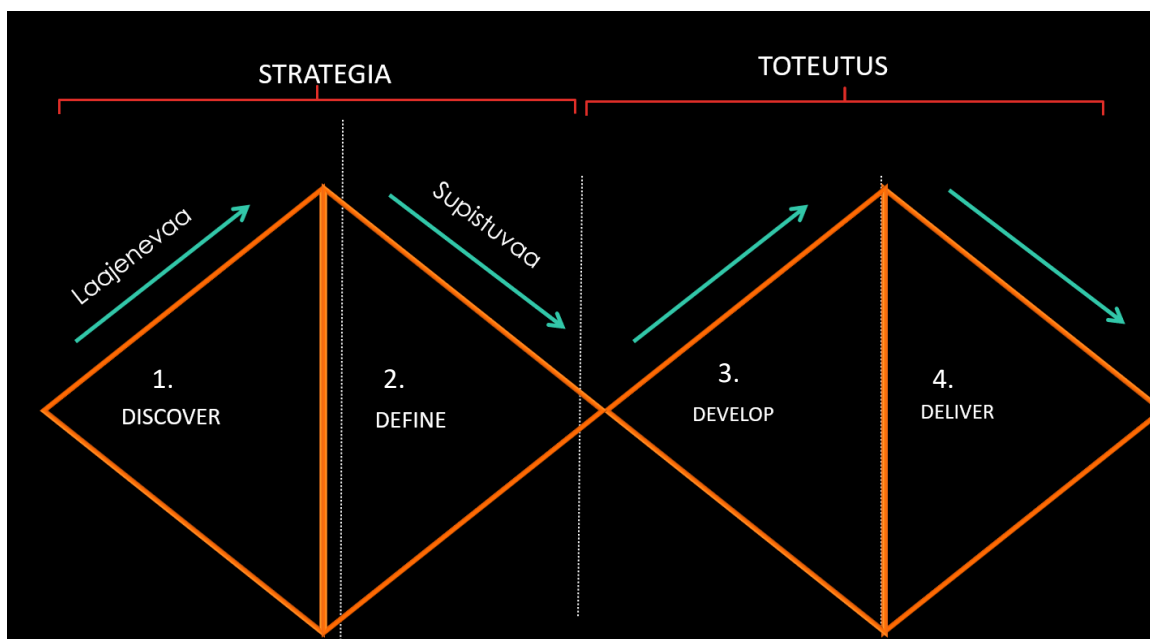 STRATEGIA
TOTEUTUS
Laajenevaa
Supistuvaa
1.
DISCOVER
2.
DEFINE
3.
DEVELOP
4.
DELIVER